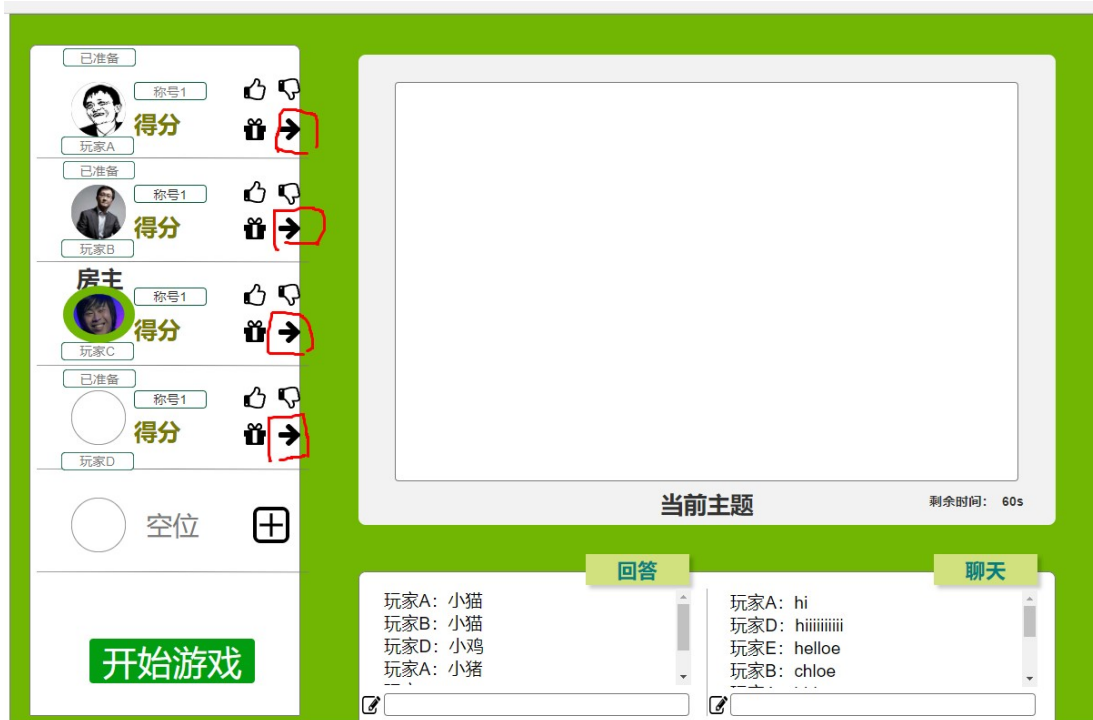 已准备
称号1
得分
玩家A
已准备
称号1
得分
玩家B
房主
称号1
得分
玩家C
已准备
称号1
得分
玩家D
空位
开始游戏
当前主题
剩余时间： 60s
回答
玩家A：小猫
玩家B：小猫
玩家D：小鸡
玩家A：小猪
聊天
玩家A：hi
玩家D：hiiiiiiiiii
玩家E：helloe
玩家B：chloe